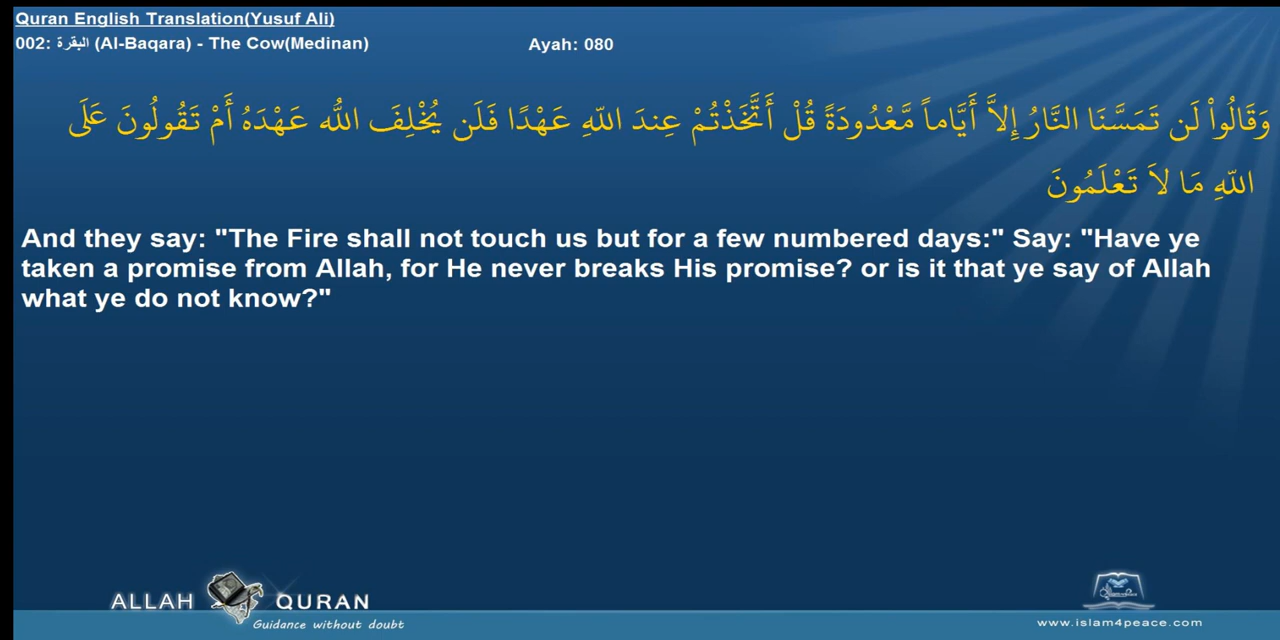 Quran English Translation(Yusuf Ali)
002: البقرة (Al-Baqara) - The Cow(Medinan) Ayah: 080
وَقَالُواْ لَن تَمَسَّنَا النَّارُ إِلاَّ أَيَّاماً مَّعْدُودَةً قُلْ أَتَّخَذْتُمْ عِندَ اللّهِ عَهْدًا فَلَن يُخْلِفَ اللّهُ عَهْدَهُ أَمْ تَقُولُونَ عَلَى
اللّهِ مَا لاَ تَعْلَمُونَ
And they say: "The Fire shall not touch us but for a few numbered days:" Say: "Have ye
taken a promise from Allah, for He never breaks His promise? or is it that ye say of Allah
what ye do not know?"
ALLAH QURAN
Guidance without doubt
www.islam4peace.com